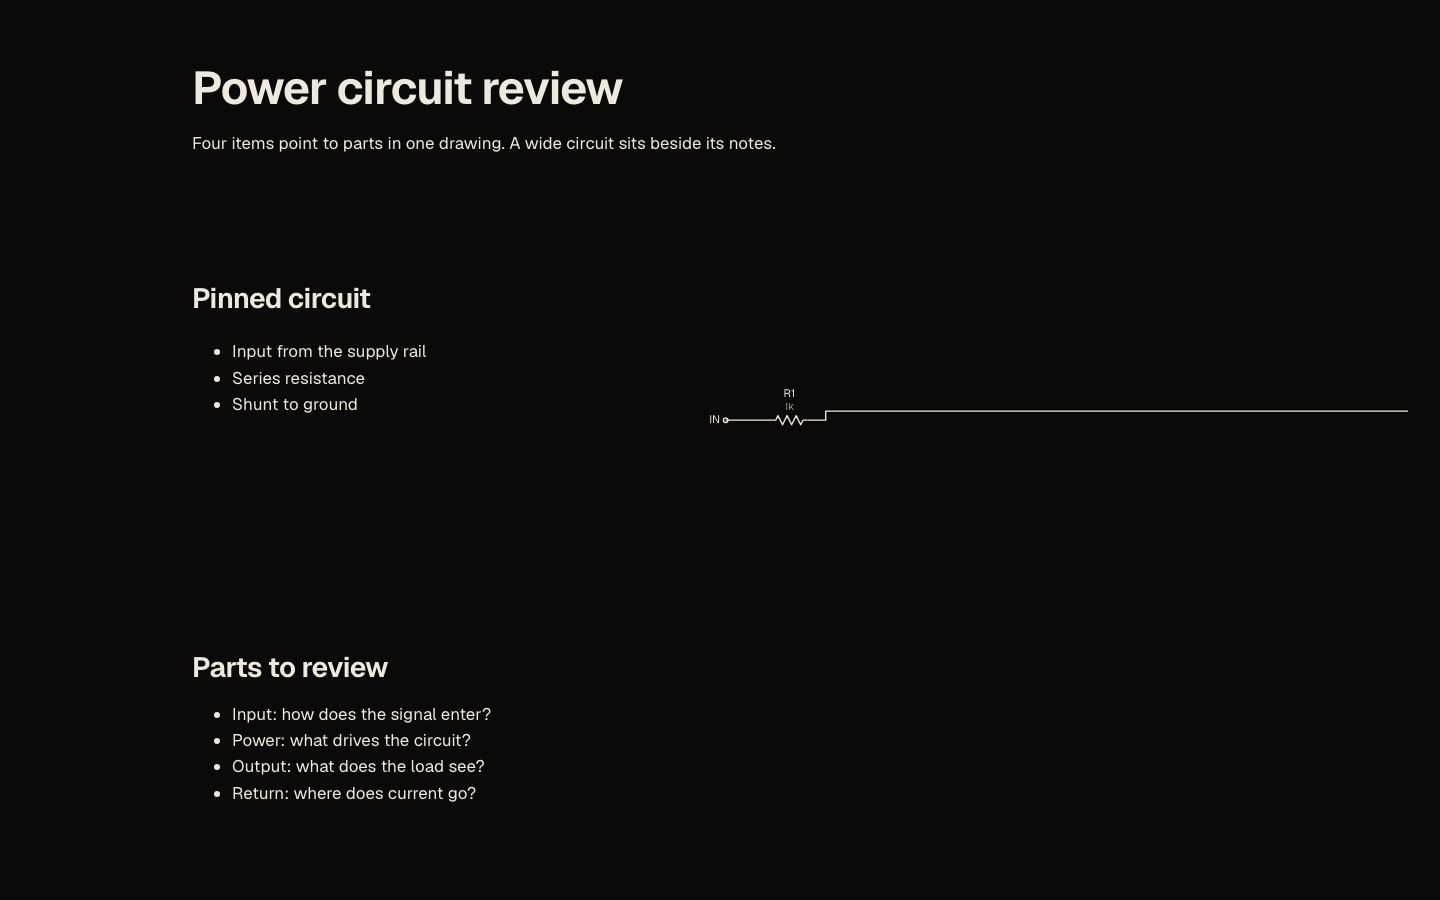 Power circuit review
Four items point to parts in one drawing. A wide circuit sits beside its notes.
Pinned circuit
Input from the supply rail
Series resistance
Shunt to ground
R1
1k
IN
Parts to review
Input: how does the signal enter?
Power: what drives the circuit?
Output: what does the load see?
Return: where does current go?